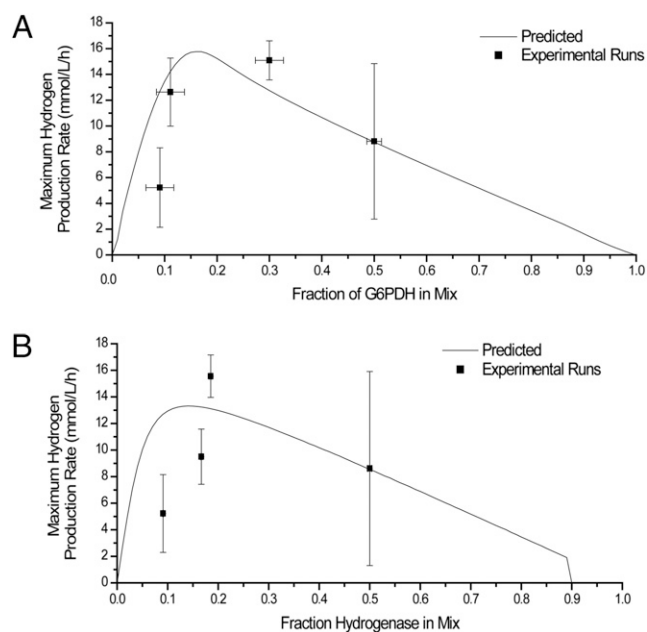 A
Maximum Hydrogen
Production Rate (mmol/L/h)
18
16
14
12
10
8
6
4
2
0
0.0 0.1 0.2 0.3 0.4 0.5 0.6 0.7 0.8 0.9 1.0
Fraction of G6PDH in Mix
Predicted
Experimental Runs
B
Maximum Hydrogen
Production Rate (mmol/L/h)
18
16
14
12
10
8
6
4
2
0
0.0 0.1 0.2 0.3 0.4 0.5 0.6 0.7 0.8 0.9 1.0
Fraction Hydrogenase in Mix
Predicted
Experimental Runs